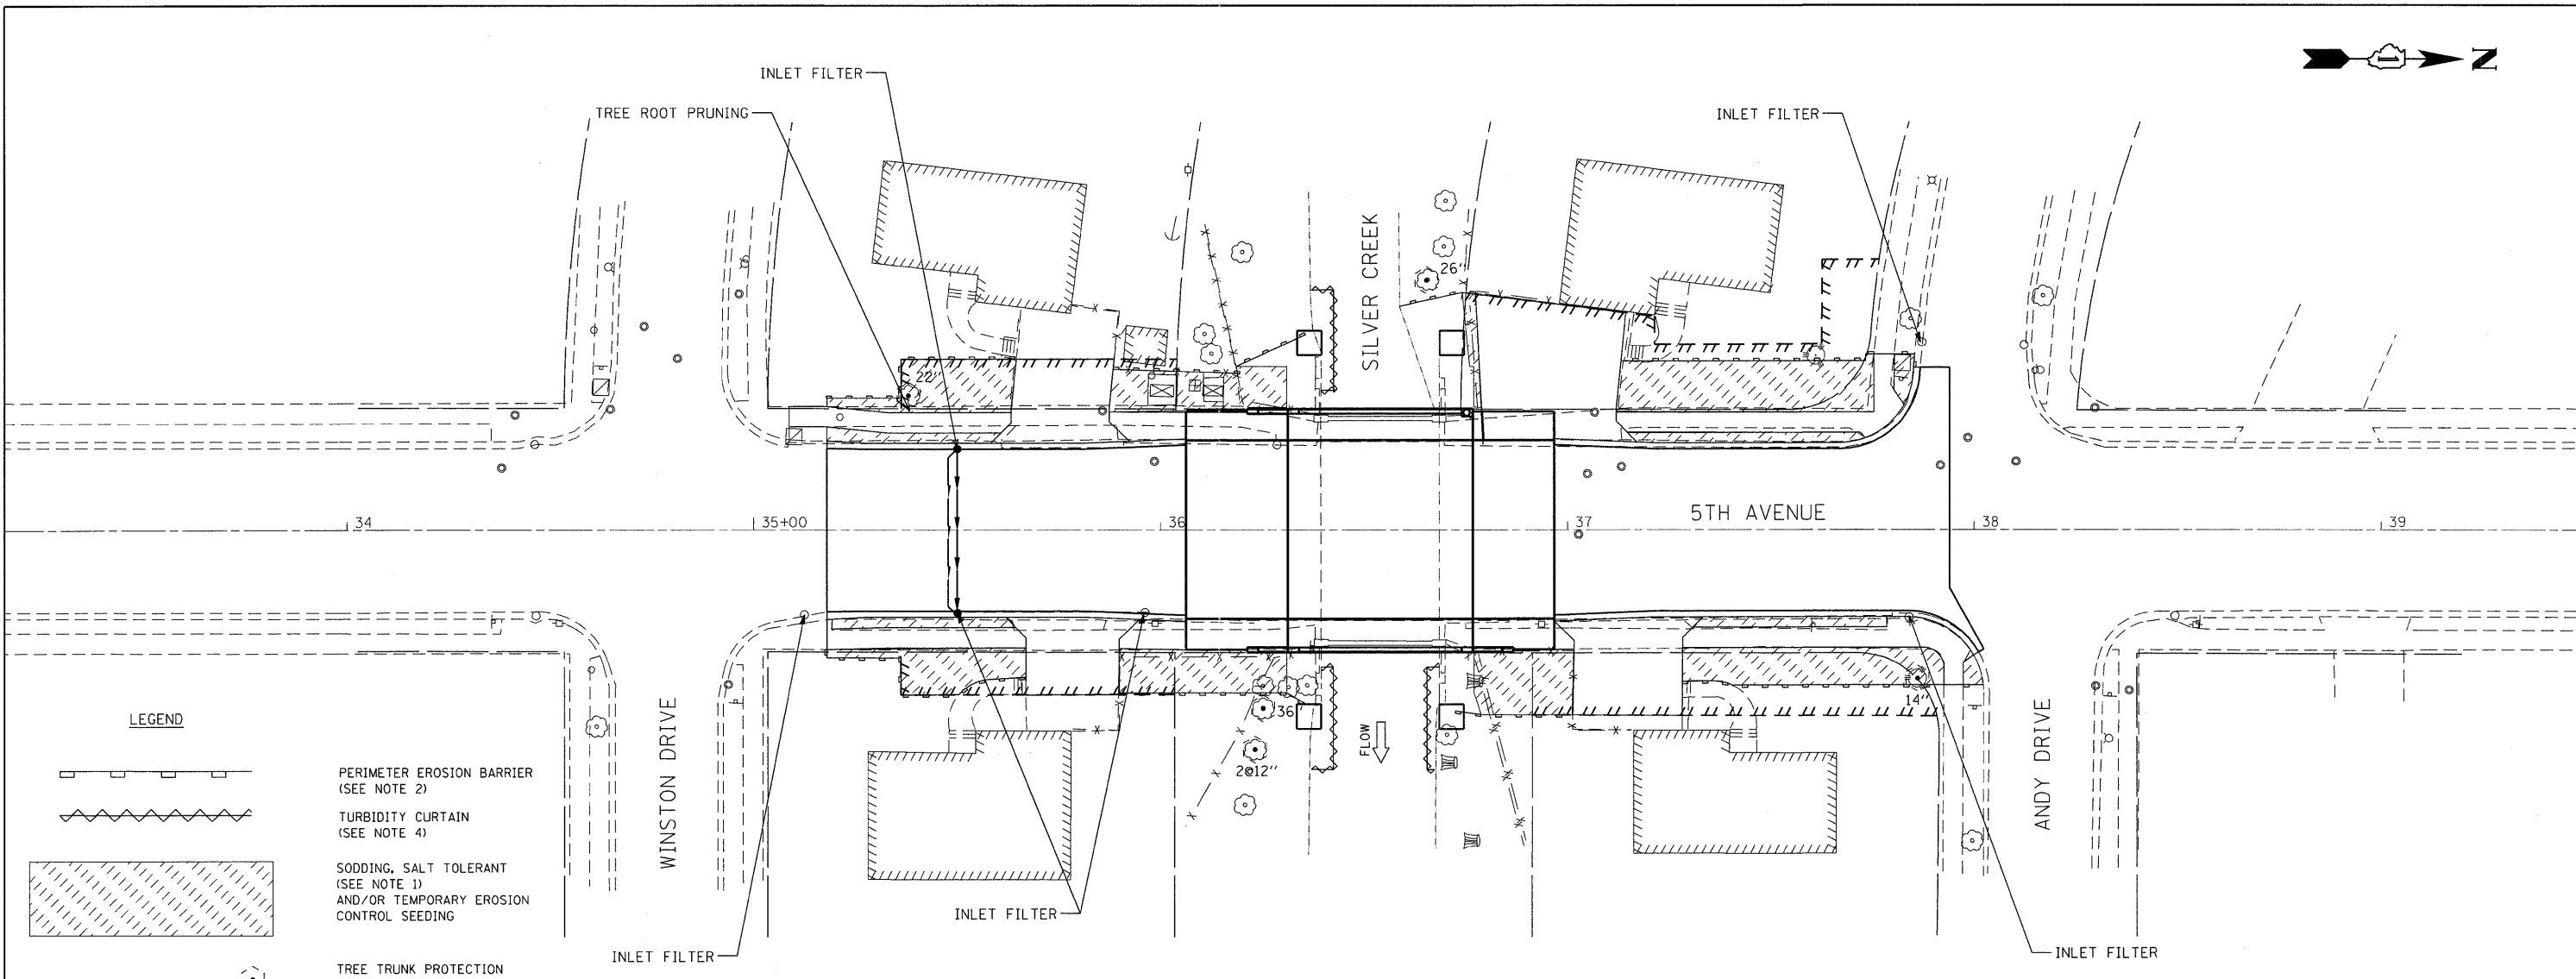 N
INLET FILTER
TREE ROOT PRUNING
INLET FILTER
SILVER CREEK
26"
22"
34
35+00
36
37
5TH AVENUE
38
39
36"
14"
2@12"
FLOW
WINSTON DRIVE
ANDY DRIVE
INLET FILTER
INLET FILTER
INLET FILTER
LEGEND
PERIMETER EROSION BARRIER
(SEE NOTE 2)
TURBIDITY CURTAIN
(SEE NOTE 4)
SODDING, SALT TOLERANT
(SEE NOTE 1)
AND/OR TEMPORARY EROSION
CONTROL SEEDING
TREE TRUNK PROTECTION